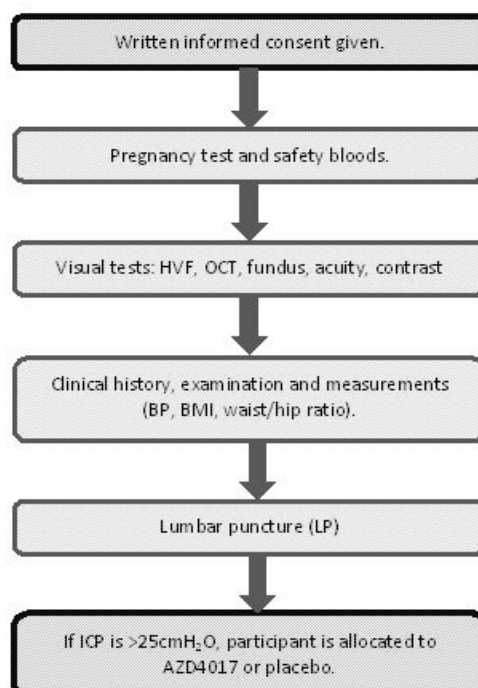 Written informed consent given.
Pregnancy test and safety bloods.
Visual tests: HVF, OCT, fundus, acuity, contrast
Clinical history, examination and measurements
(BP, BMI, waist/hip ratio).
Lumbar puncture (LP)
If ICP is >25cmH₂O, participant is allocated to
AZD4017 or placebo.